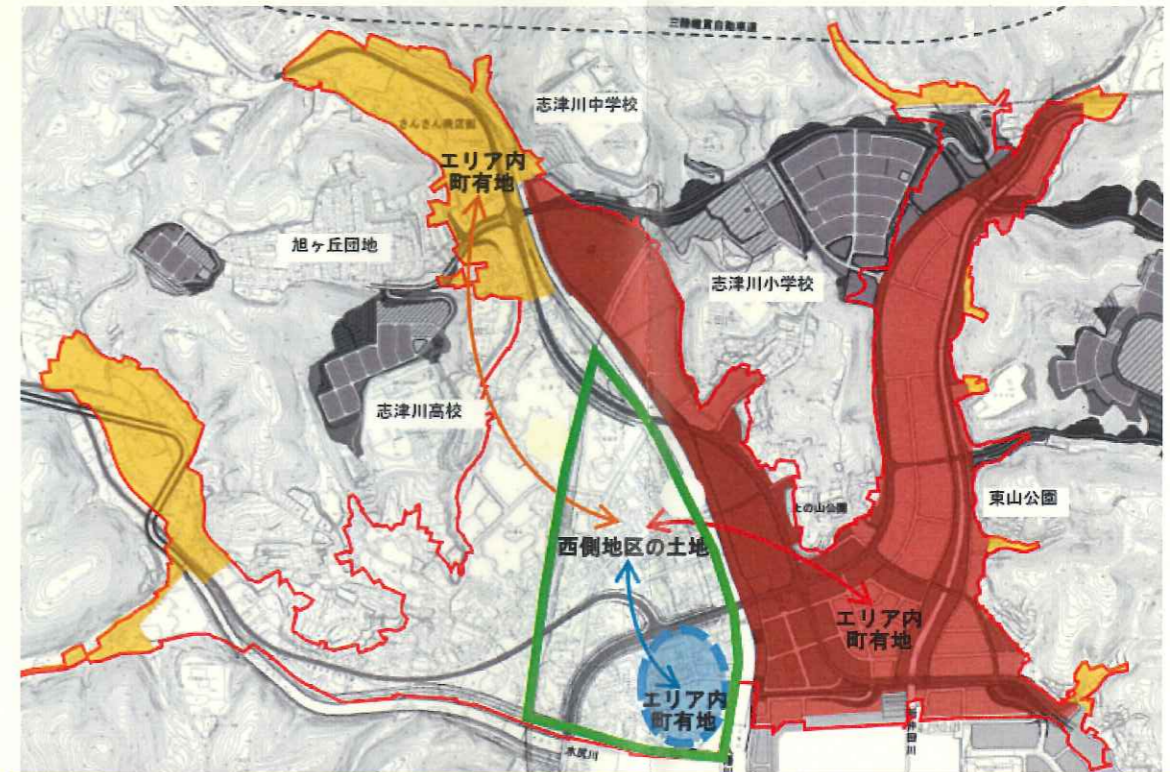 三陸縦貫自動車道
志津川中学校
さんさん商店街
エリア内
町有地
旭ヶ丘団地
志津川小学校
志津川高校
東山公園
上の山公園
西側地区の土地
エリア内
町有地
エリア内
町有地
水尻川